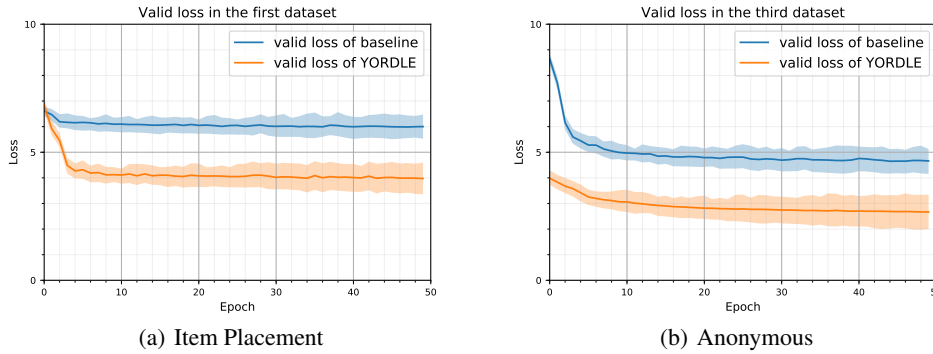 Valid loss in the first dataset
10
5
0
Loss
valid loss of baseline
valid loss of YORDLE
0 10 20 30 40 50
Epoch
(a) Item Placement
Valid loss in the third dataset
10
5
0
Loss
valid loss of baseline
valid loss of YORDLE
0 10 20 30 40
Epoch
(b) Anonymous